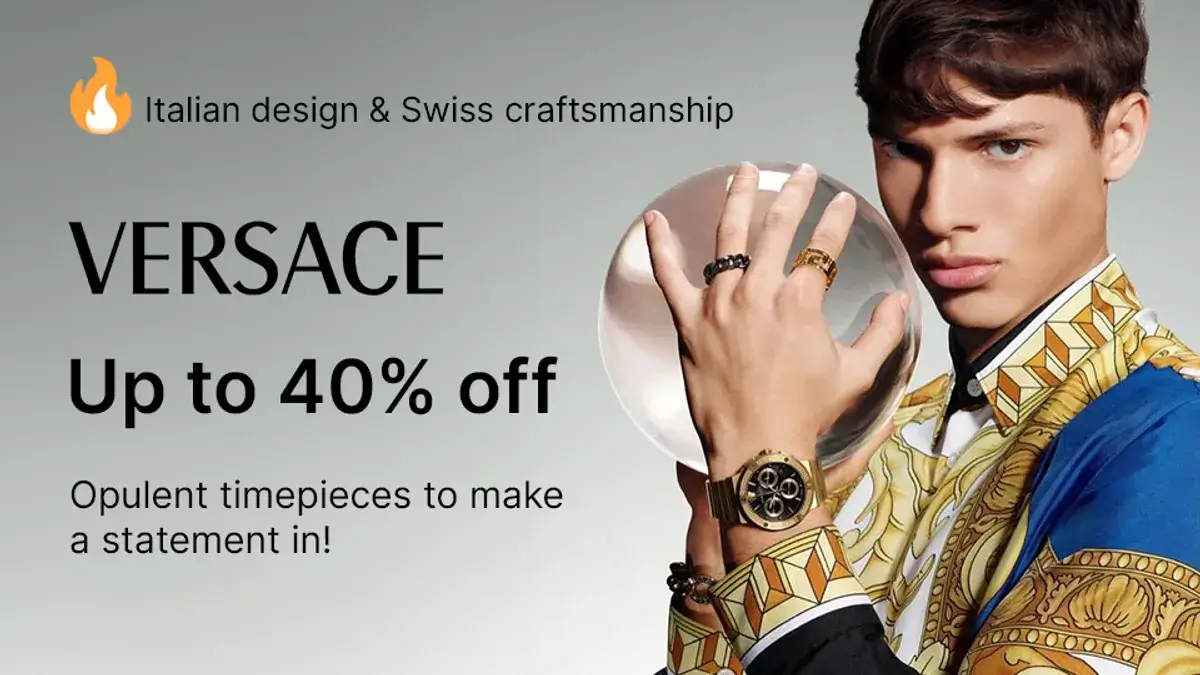 Italian design & Swiss craftsmanship
VERSACE
Up to 40% off
Opulent timepieces to make
a statement in!